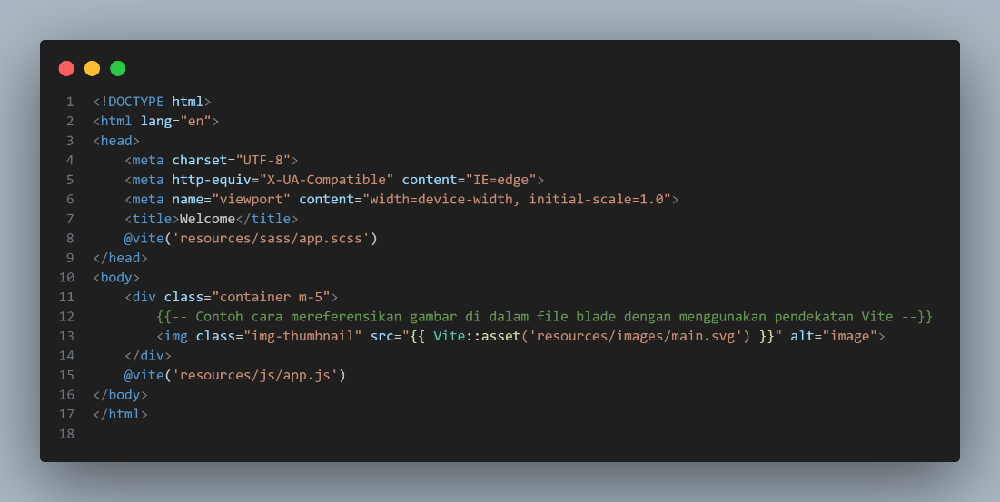 1 <!DOCTYPE html>
2 <html lang="en">
3 <head>
4     <meta charset="UTF-8">
5     <meta http-equiv="X-UA-Compatible" content="IE=edge">
6     <meta name="viewport" content="width=device-width, initial-scale=1.0">
7     <title>Welcome</title>
8     @vite('resources/sass/app.scss')
9 </head>
10 <body>
11     <div class="container m-5">
12         {{-- Contoh cara mereferensikan gambar di dalam file blade dengan menggunakan pendekatan Vite --}}
13         <img class="img-thumbnail" src="{{ Vite::asset('resources/images/main.svg') }}" alt="image">
14     </div>
15     @vite('resources/js/app.js')
16 </body>
17 </html>
18